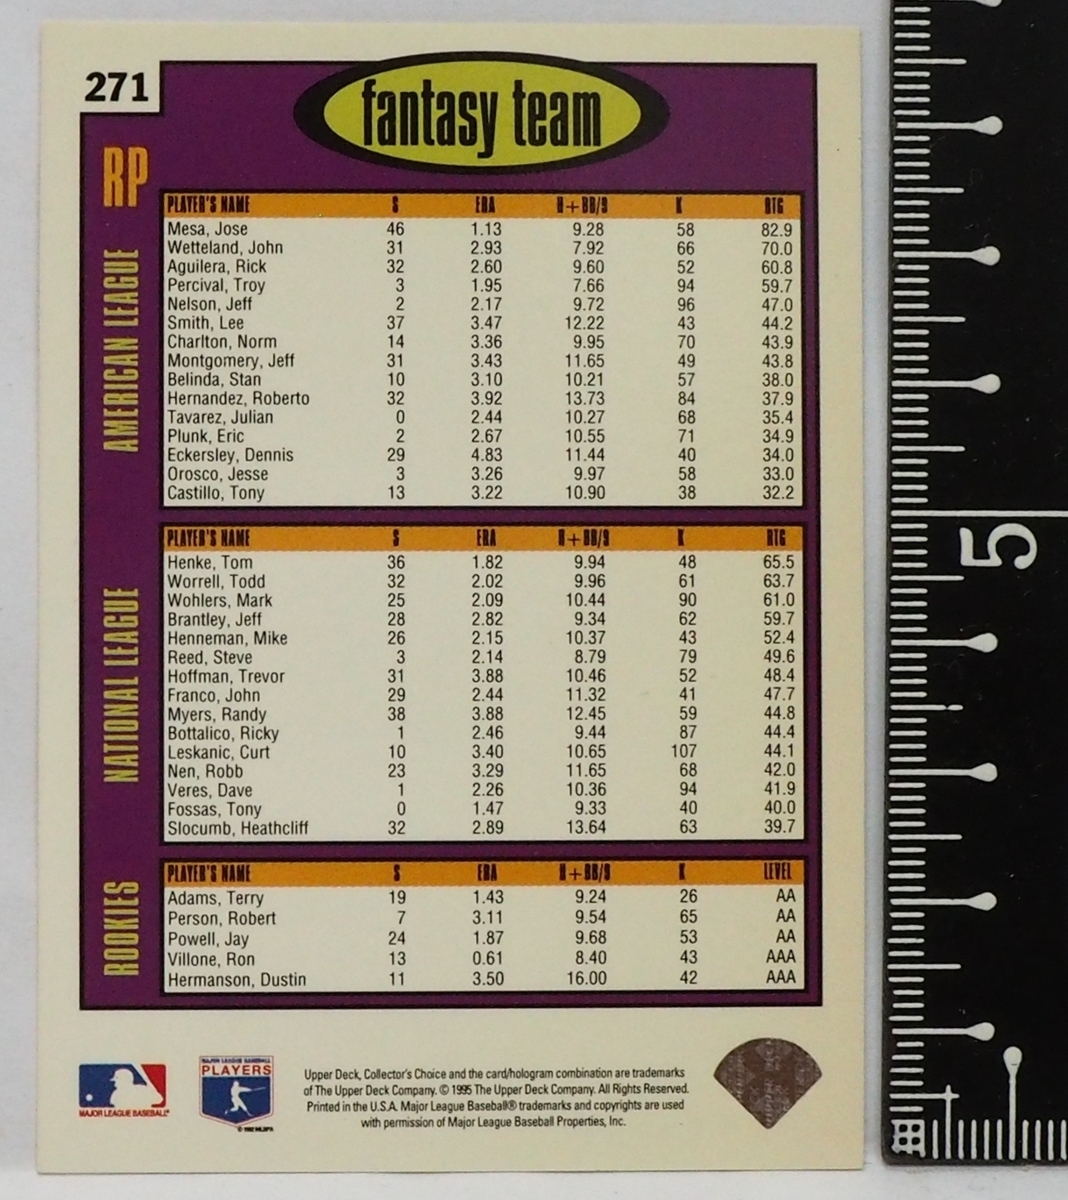 271
fantasy team
RP
AMERICAN LEAGUE
PLAYER'S NAME S ERA H+BB/9 K RTG
Mesa, Jose 46 1.13 9.28 58 82.9
Wetteland, John 31 2.93 7.92 66 70.0
Aguilera, Rick 32 2.60 9.60 52 60.8
Percival, Troy 3 1.95 7.66 94 59.7
Nelson, Jeff 2 2.17 9.72 96 47.0
Smith, Lee 37 3.47 12.22 43 44.2
Charlton, Norm 14 3.36 9.95 70 43.9
Montgomery, Jeff 31 3.43 11.65 49 43.8
Belinda, Stan 10 3.10 10.21 57 38.0
Hernandez, Roberto 32 3.92 13.73 84 37.9
Tavarez, Julian 0 2.44 10.27 68 35.4
Plunk, Eric 2 2.67 10.55 71 34.9
Eckersley, Dennis 29 4.83 11.44 40 34.0
Orosco, Jesse 3 3.26 9.97 58 33.0
Castillo, Tony 13 3.22 10.90 38 32.2
NATIONAL LEAGUE
PLAYER'S NAME S ERA H+BB/9 K RTG
Henke, Tom 36 1.82 9.94 48 65.5
Worrell, Todd 32 2.02 9.96 61 63.7
Wohlers, Mark 25 2.09 10.44 90 61.0
Brantley, Jeff 28 2.82 9.34 62 59.7
Henneman, Mike 26 2.15 10.37 43 52.4
Reed, Steve 3 2.14 8.79 79 49.6
Hoffman, Trevor 31 3.88 10.46 52 48.4
Franco, John 29 2.44 11.32 41 47.7
Myers, Randy 38 3.88 12.45 59 44.8
Bottalico, Ricky 1 2.46 9.44 87 44.4
Leskanic, Curt 10 3.40 10.65 107 44.1
Nen, Robb 23 3.29 11.65 68 42.0
Veres, Dave 1 2.26 10.36 94 41.9
Fossas, Tony 0 1.47 9.33 40 40.0
Slocumb, Heathcliff 32 2.89 13.64 63 39.7
ROOKIES
PLAYER'S NAME S ERA H+BB/9 K LEVEL
Adams, Terry 19 1.43 9.24 26 AA
Person, Robert 7 3.11 9.54 65 AA
Powell, Jay 24 1.87 9.68 53 AA
Villone, Ron 13 0.61 8.40 43 AAA
Hermanson, Dustin 11 3.50 16.00 42 AAA
MAJOR LEAGUE BASEBALL
MAJOR LEAGUE BASEBALL
PLAYERS
© 1992 MLBPA
Upper Deck, Collector's Choice and the card/hologram combination are trademarks
of The Upper Deck Company. © 1995 The Upper Deck Company. All Rights Reserved.
Printed in the U.S.A. Major League Baseball® trademarks and copyrights are used
with permission of Major League Baseball Properties, Inc.
5